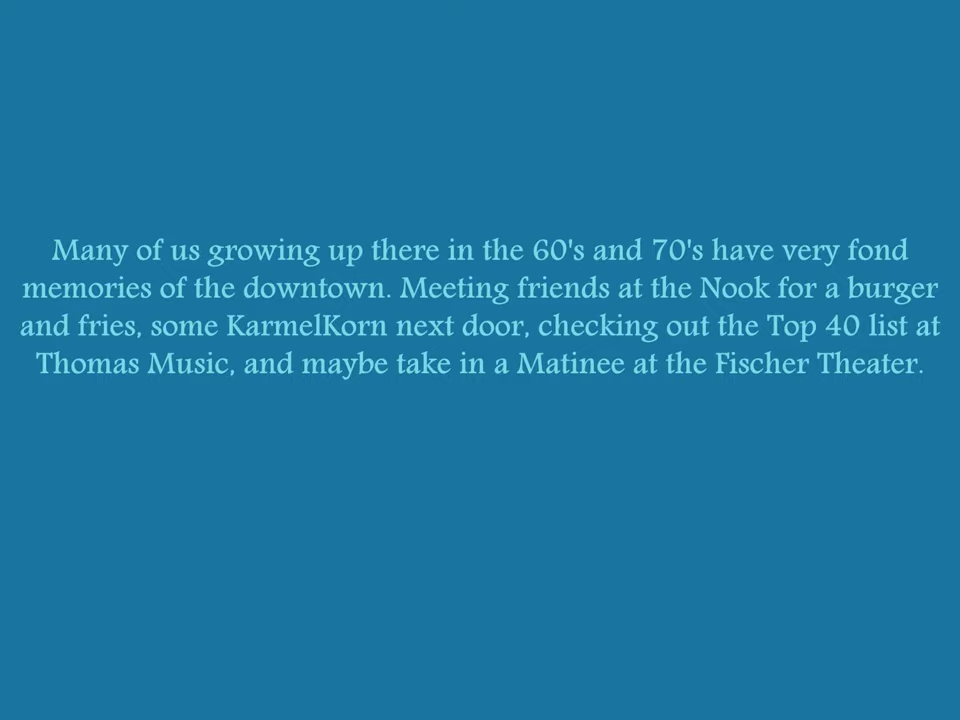 Many of us growing up there in the 60's and 70's have very fond
memories of the downtown. Meeting friends at the Nook for a burger
and fries, some KarmelKorn next door, checking out the Top 40 list at
Thomas Music, and maybe take in a Matinee at the Fischer Theater.